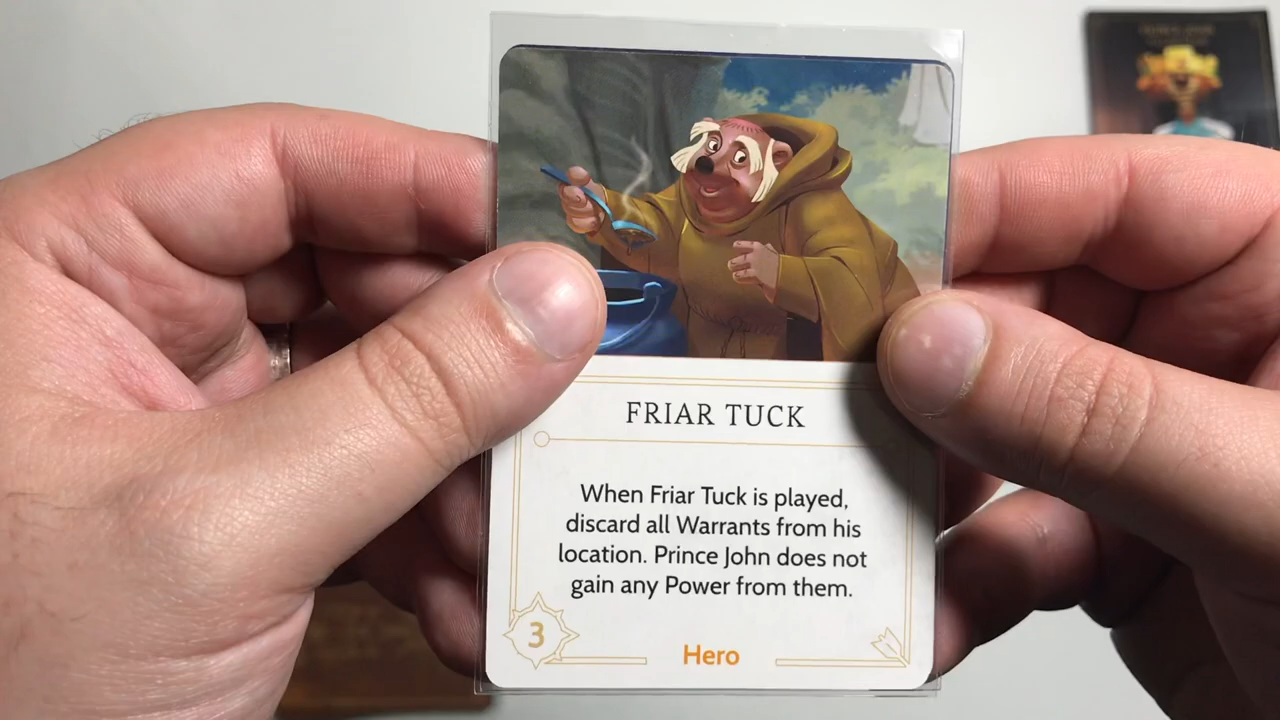 FRIAR TUCK
When Friar Tuck is played,
discard all Warrants from his
location. Prince John does not
gain any Power from them.
3
Hero